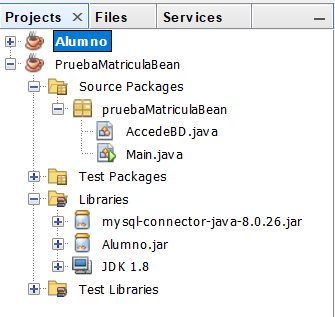 Projects Files Services
Alumno
PruebaMatriculaBean
Source Packages
pruebaMatriculaBean
AccedeBD.java
Main.java
Test Packages
Libraries
mysql-connector-java-8.0.26.jar
Alumno.jar
JDK 1.8
Test Libraries